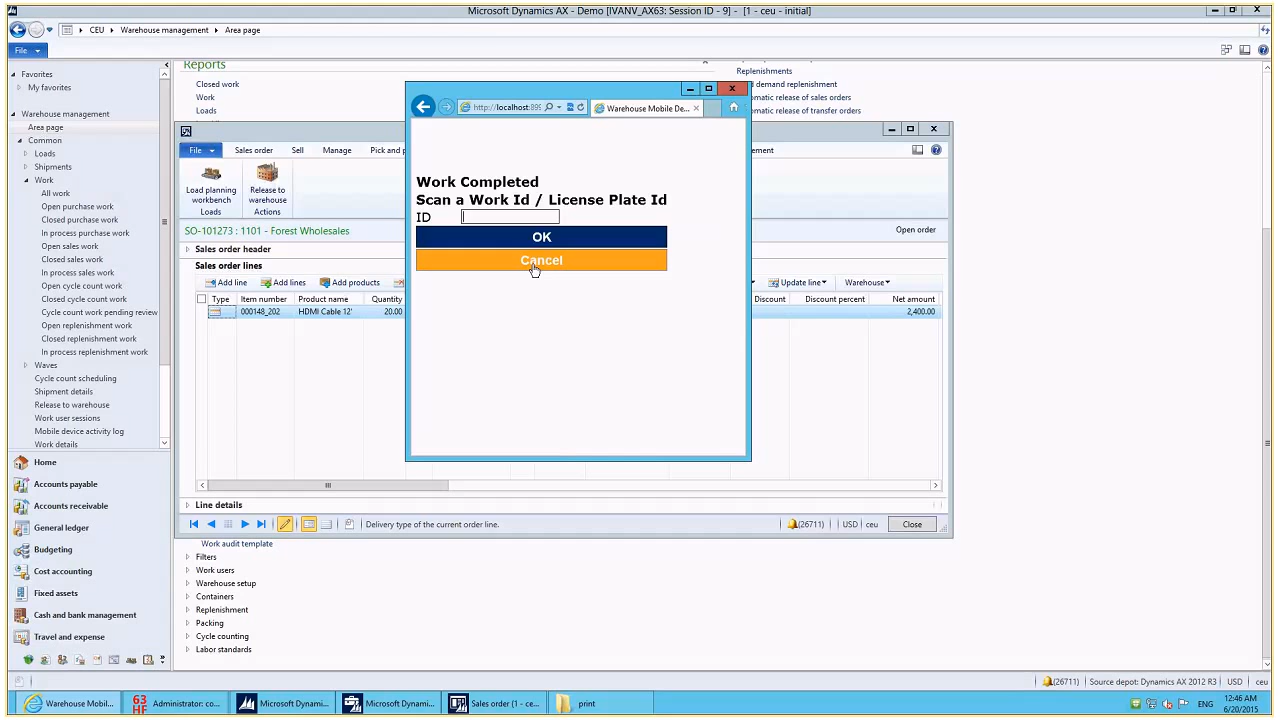 Microsoft Dynamics AX - Demo [IVANV_AX63: Session ID - 9] - [1 - ceu - initial]
CEU
Warehouse management
Area page
File
Favorites
My favorites
Warehouse management
Area page
Common
Loads
Shipments
Work
All work
Open purchase work
Closed purchase work
In process purchase work
Open sales work
Closed sales work
In process sales work
Open cycle count work
Closed cycle count work
Cycle count work pending review
Open replenishment work
Closed replenishment work
In process replenishment work
Waves
Cycle count scheduling
Shipment details
Release to warehouse
Work user sessions
Mobile device activity log
Work details
Home
Accounts payable
Accounts receivable
General ledger
Budgeting
Cost accounting
Fixed assets
Cash and bank management
Travel and expense
Reports
Closed work
Work
Loads
Replenishments
d demand replenishment
matic release of sales orders
matic release of transfer orders
File
Sales order
Sell
Manage
Pick and p
ement
Load planning workbench
Loads
Release to warehouse
Actions
SO-101273 : 1101 - Forest Wholesales
Open order
Sales order header
Sales order lines
Add line
Add lines
Add products
Update line
Warehouse
Type
Item number
Product name
Quantity
Discount
Discount percent
Net amount
000148_202
HDMI Cable 12'
20.00
2,400.00
Line details
Delivery type of the current order line.
(26711)
USD
ceu
Close
http://localhost:899
Warehouse Mobile De...
Work Completed
Scan a Work Id / License Plate Id
ID
OK
Cancel
Work audit template
Filters
Work users
Warehouse setup
Containers
Replenishment
Packing
Cycle counting
Labor standards
(26711)
Source depot: Dynamics AX 2012 R3
USD
ceu
Warehouse Mobil...
63
HF
Administrator: co...
Microsoft Dynami...
Microsoft Dynami...
Sales order (1 - ce...
print
ENG
12:46 AM
6/20/2015